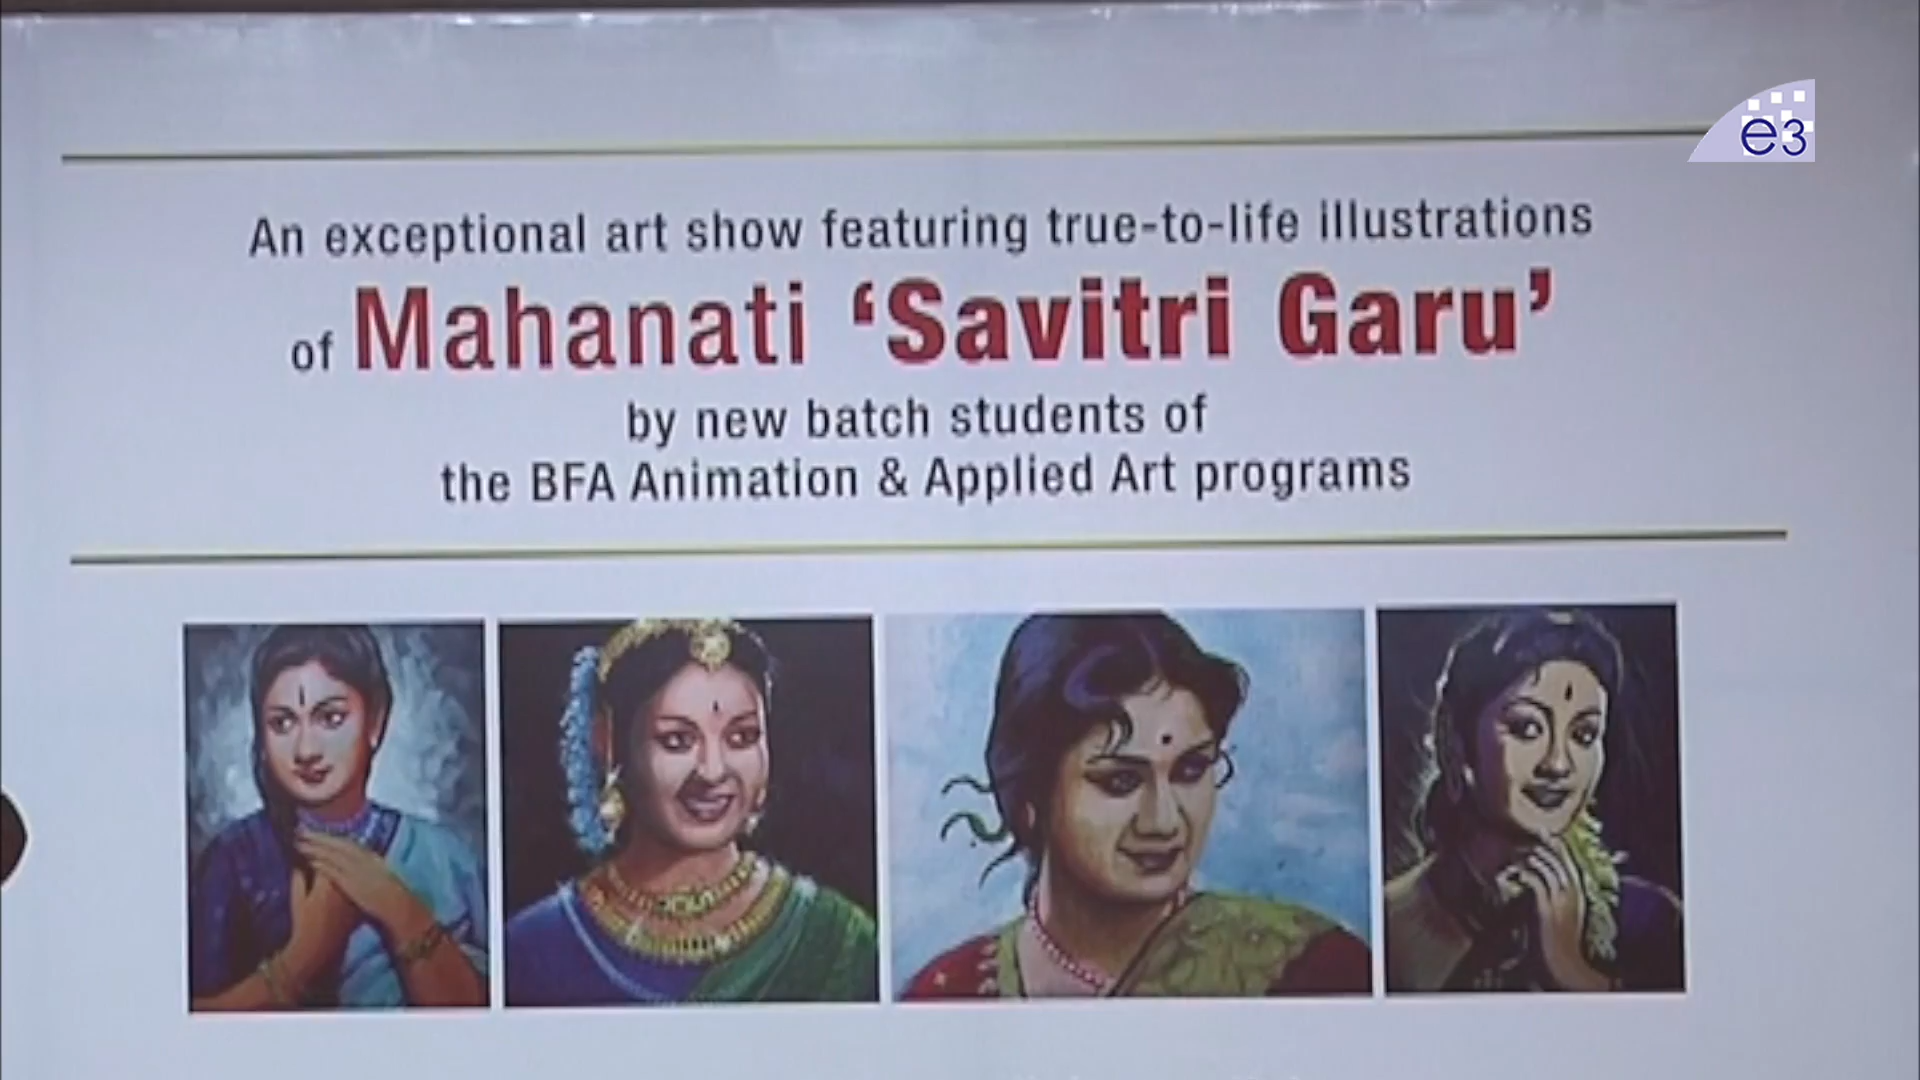 e3
An exceptional art show featuring true-to-life illustrations
of Mahanati ‘Savitri Garu’
by new batch students of
the BFA Animation & Applied Art programs